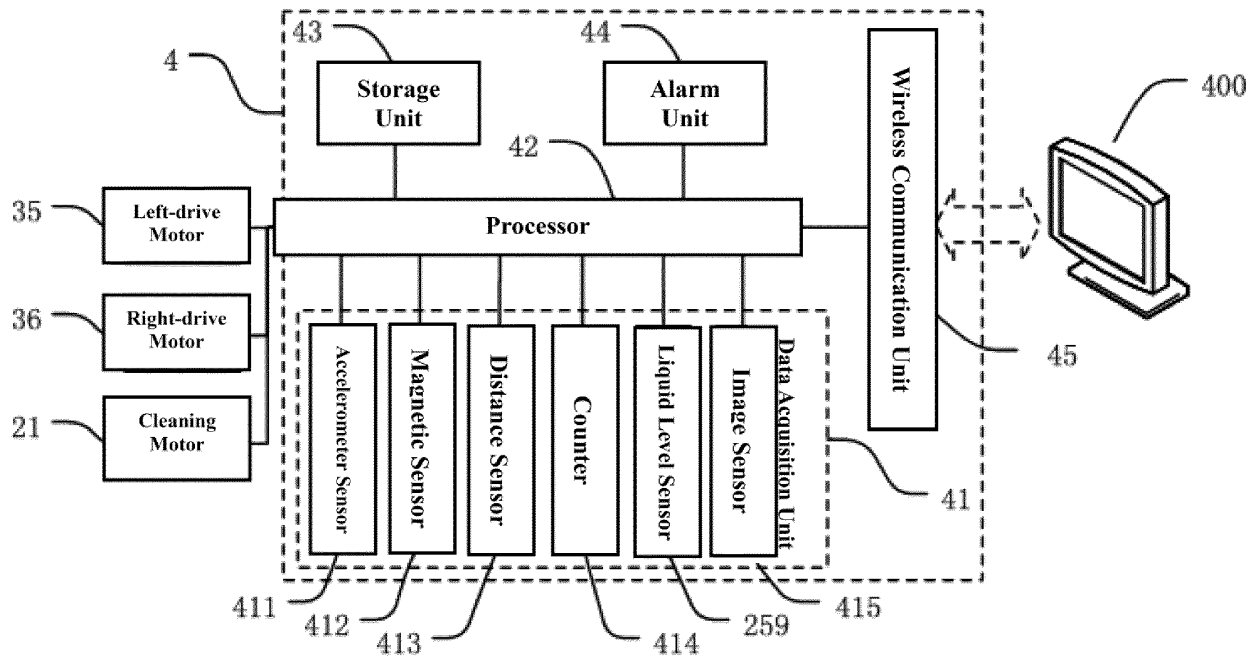 43
44
4
Storage
Unit
Alarm
Unit
Wireless Communication Unit
400
42
35
Left-drive
Motor
Processor
36
Right-drive
Motor
21
Cleaning
Motor
Accelerometer Sensor
Magnetic Sensor
Distance Sensor
Counter
Liquid Level Sensor
Image Sensor
Data Acquisition Unit
45
41
411
412
413
414
259
415